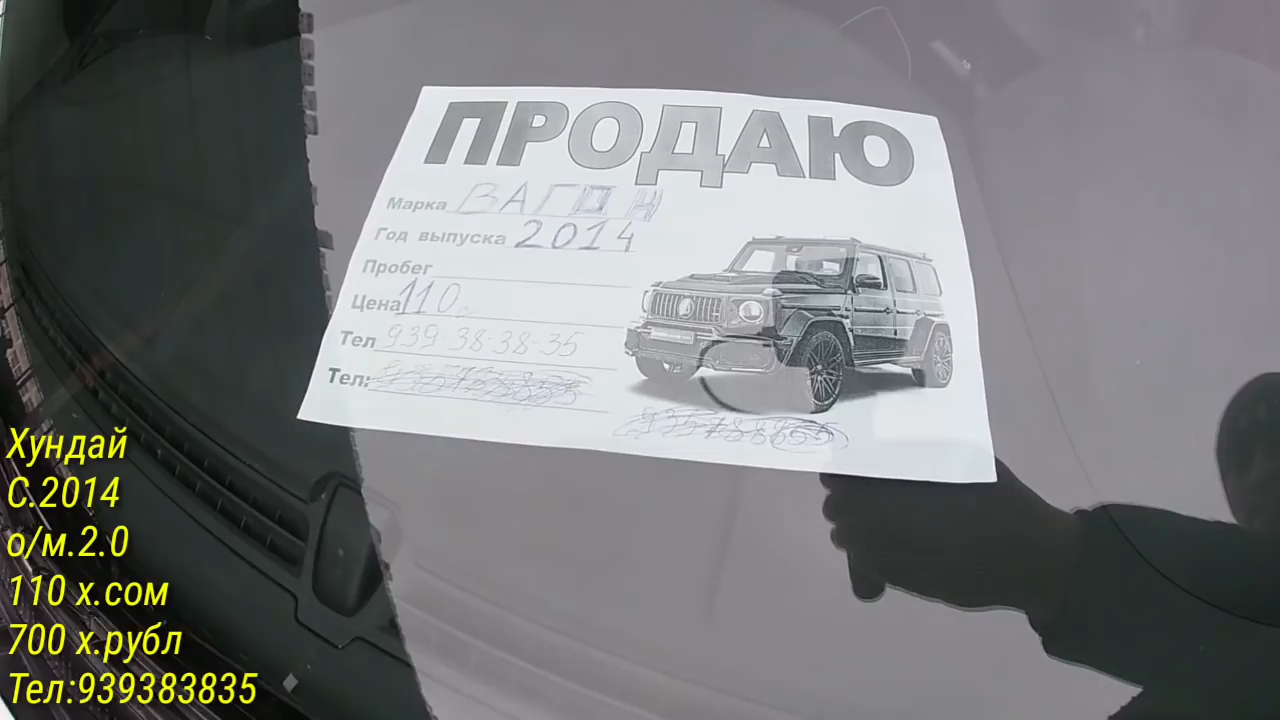 ПРОДАЮ
Марка ВАГОН
Год выпуска 2014
Пробег
Цена 110
Тел 939 38-38-35
Тел:
Хундай
С.2014
о/м.2.0
110 х.сом
700 х.рубл
Тел:939383835